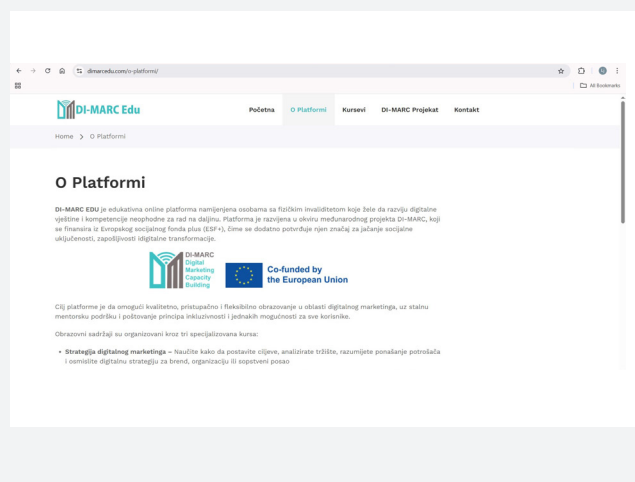 dimarcedu.com/o-platformi/
All Bookmarks
DI-MARC Edu
Početna
O Platformi
Kursevi
DI-MARC Projekat
Kontakt
Home > O Platformi
O Platformi
DI-MARC EDU je edukativna online platforma namijenjena osobama sa fizičkim invaliditetom koje žele da razviju digitalne
vještine i kompetencije neophodne za rad na daljinu. Platforma je razvijena u okviru međunarodnog projekta DI-MARC, koji
se finansira iz Evropskog socijalnog fonda plus (ESF+), čime se dodatno potvrđuje njen značaj za jačanje socijalne
uključenosti, zapošljivosti idigitalne transformacije.
DI-MARC
Digital
Marketing
Capacity
Building
Co-funded by
the European Union
Cilj platforme je da omogući kvalitetno, pristupačno i fleksibilno obrazovanje u oblasti digitalnog marketinga, uz stalnu
mentorsku podršku i poštovanje principa inkluzivnosti i jednakih mogućnosti za sve korisnike.
Obrazovni sadržaji su organizovani kroz tri specijalizovana kursa:
• Strategija digitalnog marketinga – Naučite kako da postavite ciljeve, analizirate tržište, razumijete ponašanje potrošača
i osmislite digitalnu strategiju za brend, organizaciju ili sopstveni posao